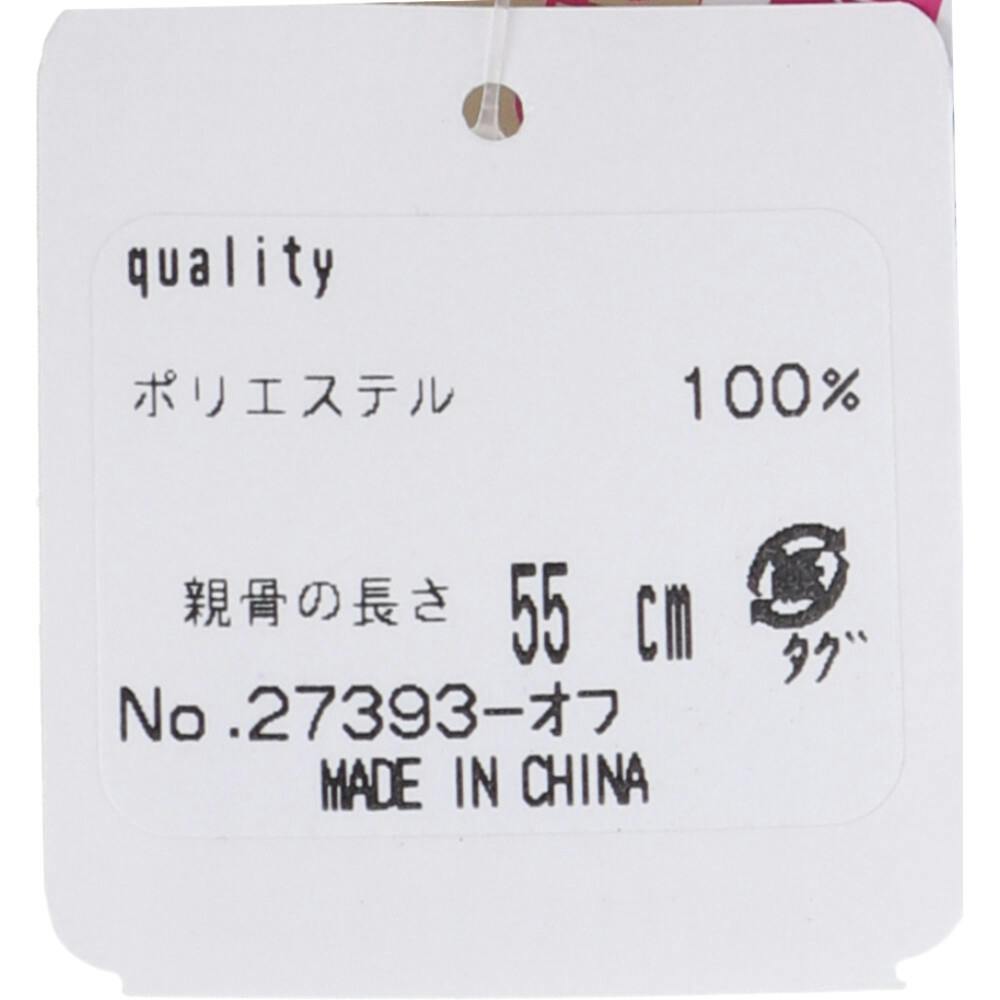 quality
ポリエステル 100%
親骨の長さ 55 cm
タグ
No.27393-オフ
MADE IN CHINA